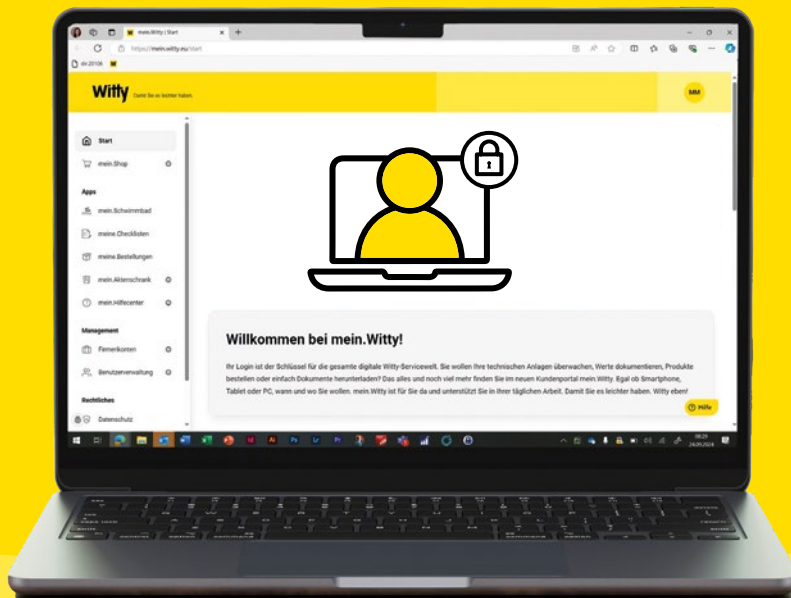 mein.Witty | Start
https://mein.witty.eu/start
Witty Damit Sie es leichter haben.
MM
Start
mein.Shop
Apps
mein.Schwimmbad
meine.Checklisten
meine.Bestellungen
mein.Aktenschrank
mein.Hilfecenter
Management
Firmenkonten
Benutzerverwaltung
Rechtliches
Datenschutz
Willkommen bei mein.Witty!
Ihr Login ist der Schlüssel für die gesamte digitale Witty-Servicewelt. Sie wollen Ihre technischen Anlagen überwachen, Werte dokumentieren, Produkte
bestellen oder einfach Dokumente herunterladen? Das alles und noch viel mehr finden Sie im neuen Kundenportal mein.Witty. Egal ob Smartphone,
Tablet oder PC, wann und wo Sie wollen. mein.Witty ist für Sie da und unterstützt Sie in Ihrer täglichen Arbeit. Damit Sie es leichter haben. Witty eben!
Hilfe
08:29
24.09.2024